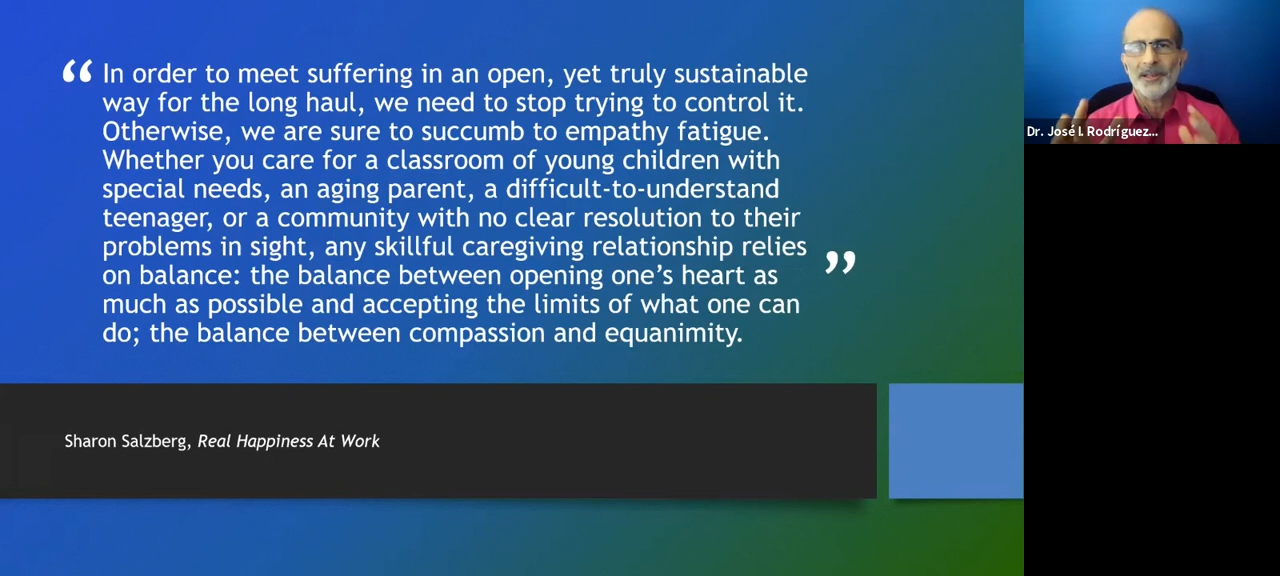 “ In order to meet suffering in an open, yet truly sustainable
way for the long haul, we need to stop trying to control it.
Otherwise, we are sure to succumb to empathy fatigue.
Whether you care for a classroom of young children with
special needs, an aging parent, a difficult-to-understand
teenager, or a community with no clear resolution to their
problems in sight, any skillful caregiving relationship relies
on balance: the balance between opening one’s heart as
much as possible and accepting the limits of what one can
do; the balance between compassion and equanimity. ”
Sharon Salzberg, Real Happiness At Work
Dr. José I. Rodríguez...